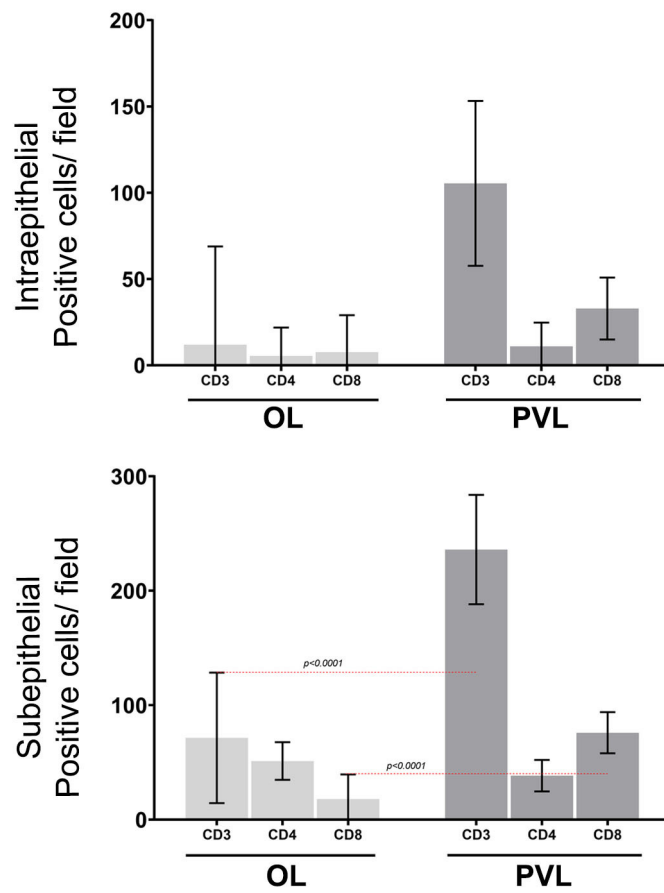 Intraepithelial
Positive cells/ field
200
150
100
50
0
CD3 CD4 CD8 CD3 CD4 CD8
OL PVL
Subepithelial
Positive cells/ field
300
200
100
0
p<0.0001
p<0.0001
CD3 CD4 CD8 CD3 CD4 CD8
OL PVL